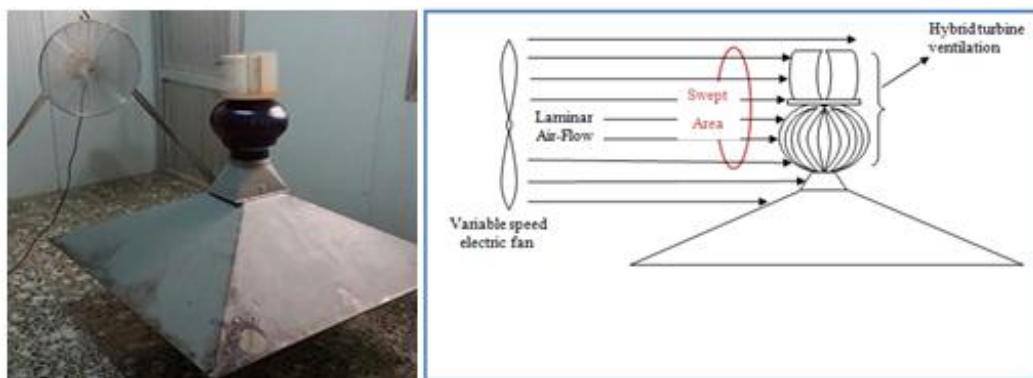 Hybrid turbine
ventilation
Swept
Area
Laminar
Air-Flow
Variable speed
electric fan